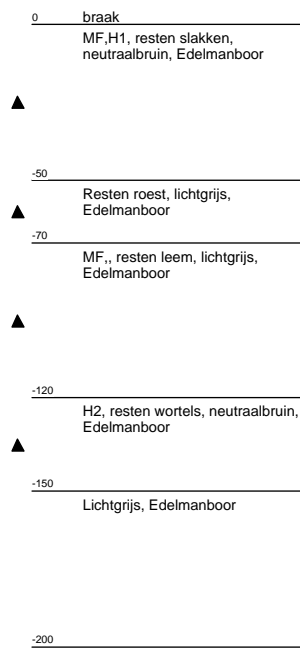 0 braak
MF,H1, resten slakken,
neutraalbruin, Edelmanboor
-50
Resten roest, lichtgrijs,
Edelmanboor
-70
MF,, resten leem, lichtgrijs,
Edelmanboor
-120
H2, resten wortels, neutraalbruin,
Edelmanboor
-150
Lichtgrijs, Edelmanboor
-200